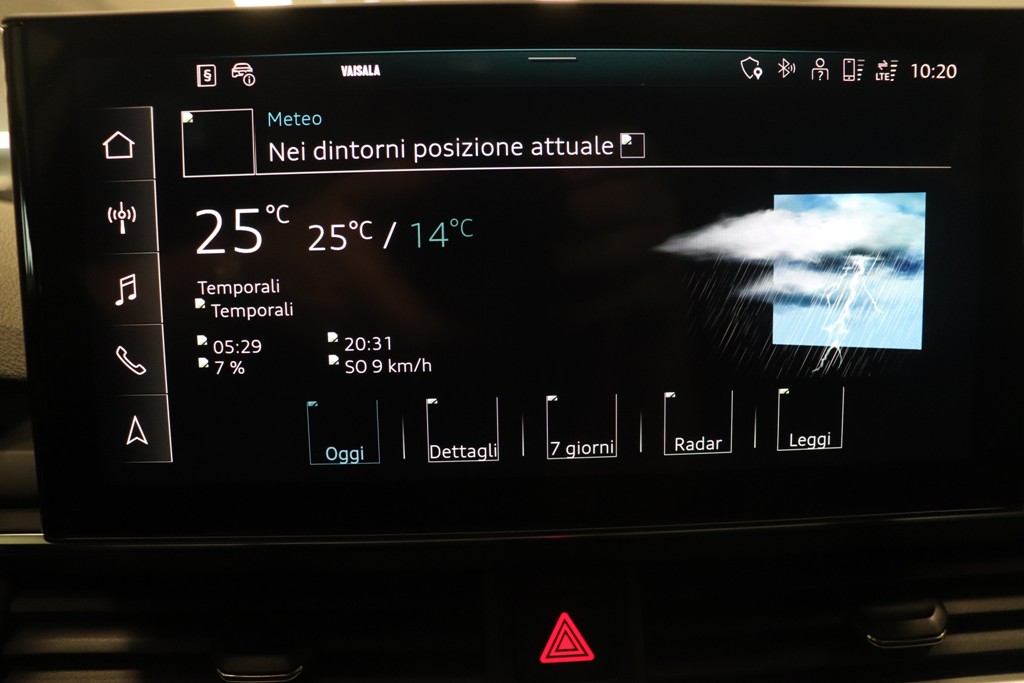 § VAISALA ? LTE 10:20
Meteo
Nei dintorni posizione attuale
25°C 25°C / 14°C
Temporali
Temporali
05:29 20:31
7 % SO 9 km/h
Oggi Dettagli 7 giorni Radar Leggi